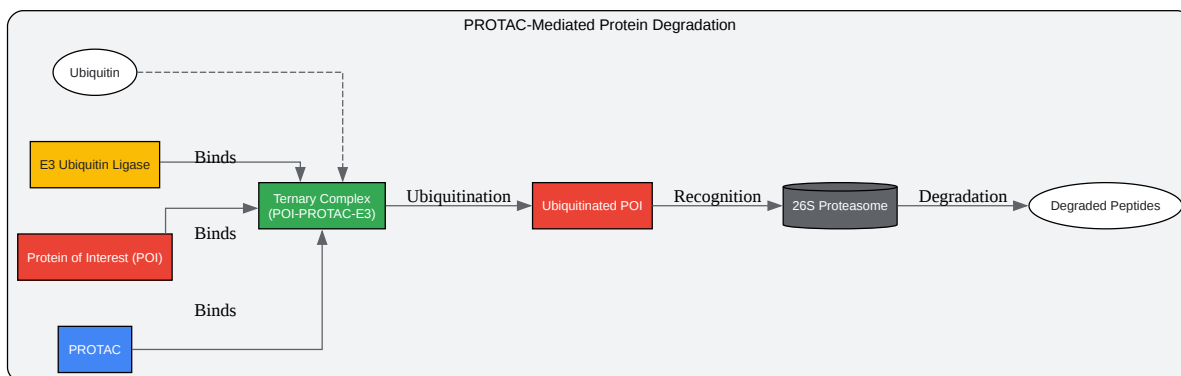 PROTAC-Mediated Protein Degradation
Ubiquitin
E3 Ubiquitin Ligase
Binds
Protein of Interest (POI)
Binds
PROTAC
Binds
Ternary Complex
(POI-PROTAC-E3)
Ubiquitination
Ubiquitinated POI
Recognition
26S Proteasome
Degradation
Degraded Peptides